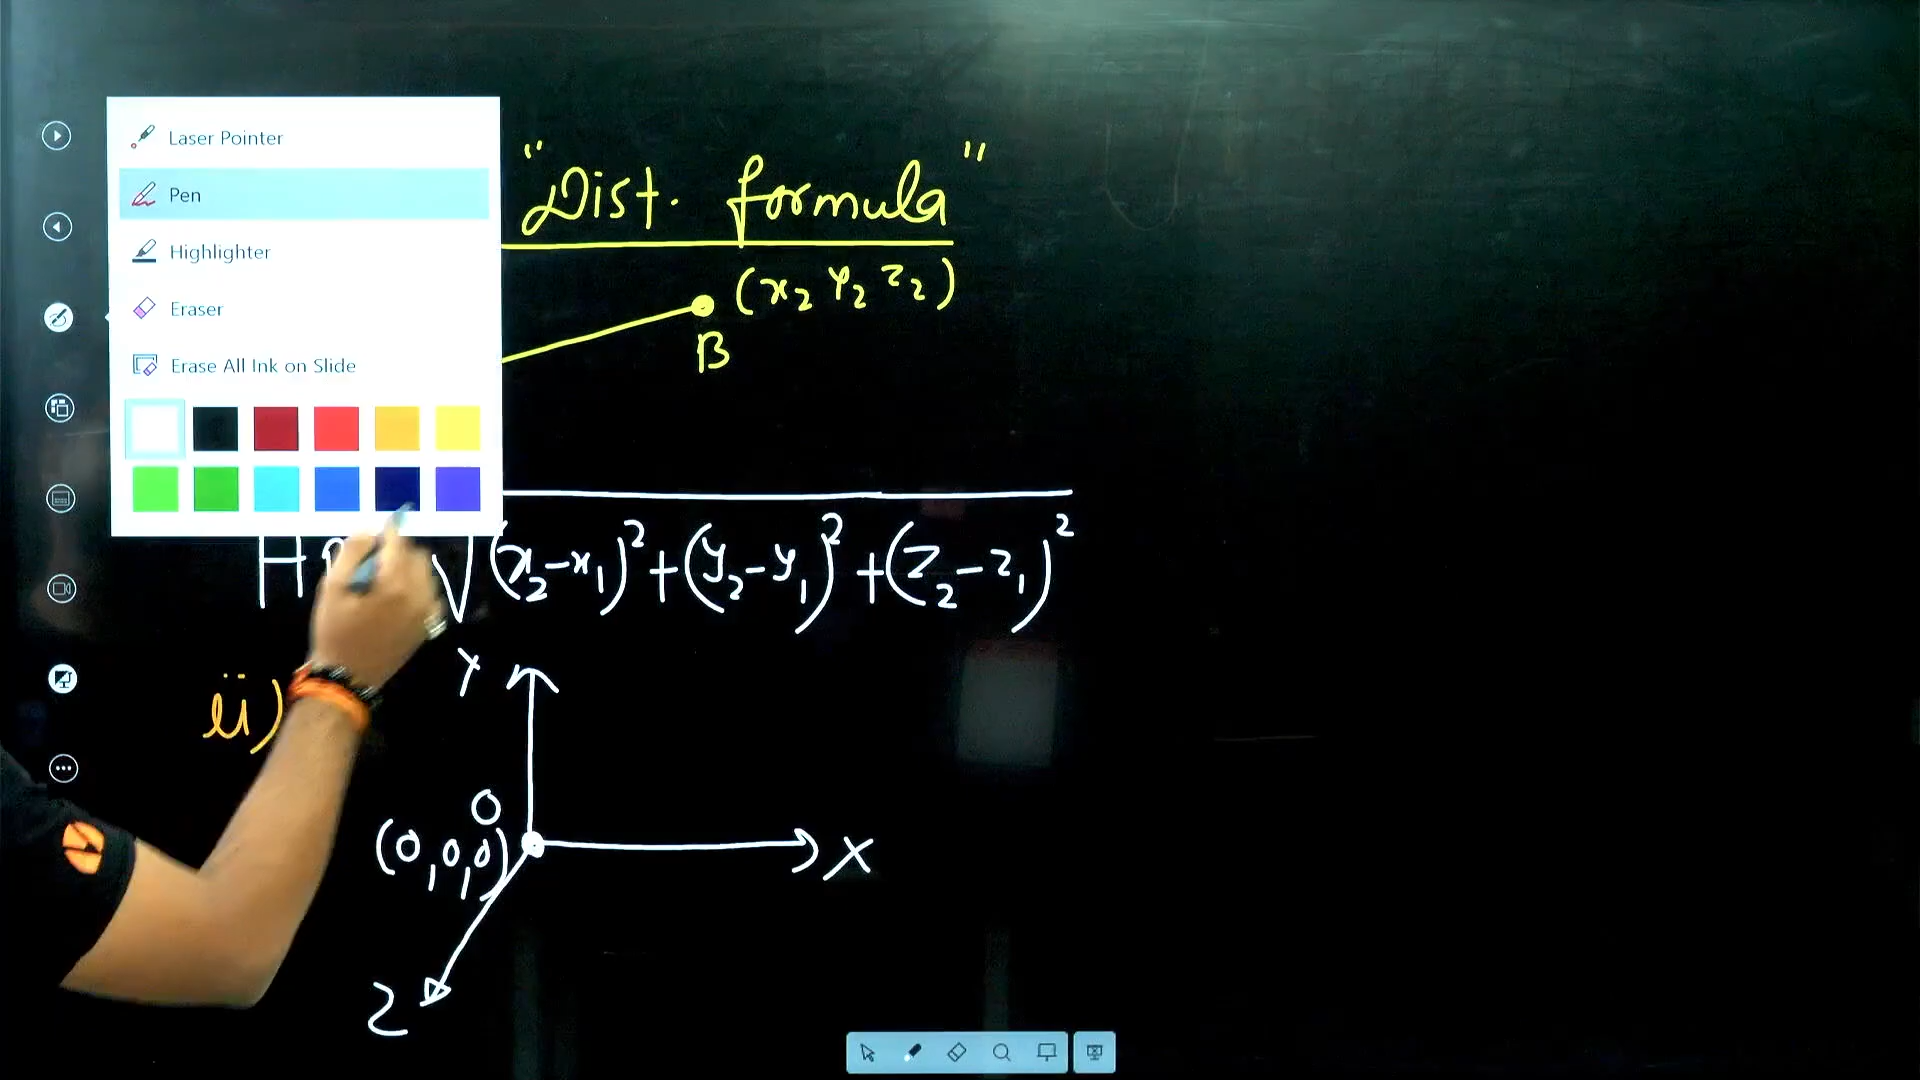 Laser Pointer
Pen
Highlighter
Eraser
Erase All Ink on Slide
"Dist. formula"
(x₂ y₂ z₂)
B
√(x₂-x₁)²+(y₂-y₁)²+(z₂-z₁)²
ii)
Y
O
(0,0,0)
X
Z